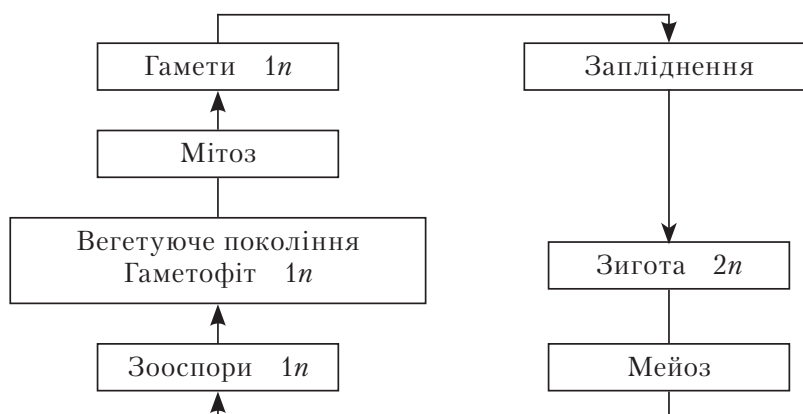 Гамети 1n
Запліднення
Мітоз
Вегетуюче покоління
Гаметофіт 1n
Зигота 2n
Зооспори 1n
Мейоз